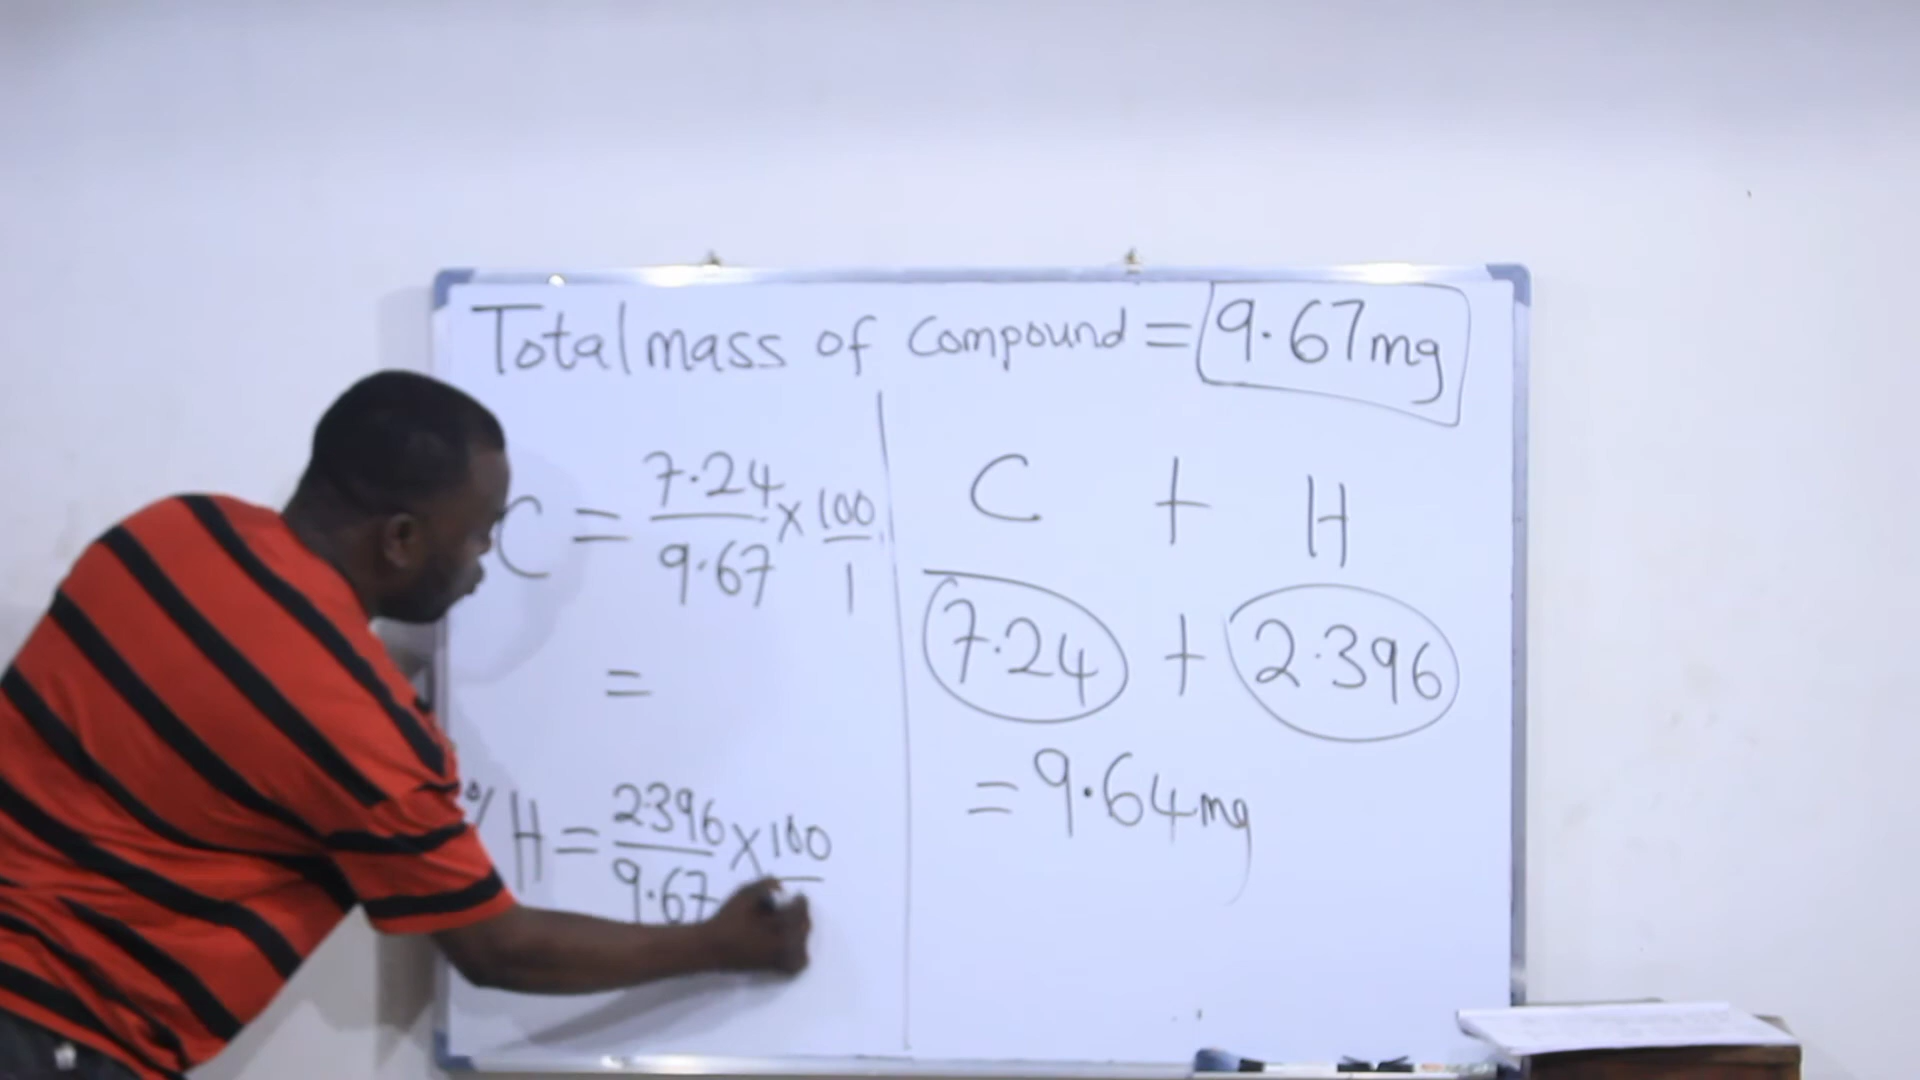 Total mass of compound = 9.67mg
C = 7.24/9.67 × 100/1
=
% H = 2.396/9.67 × 100
C + H
7.24 + 2.396
= 9.64mg